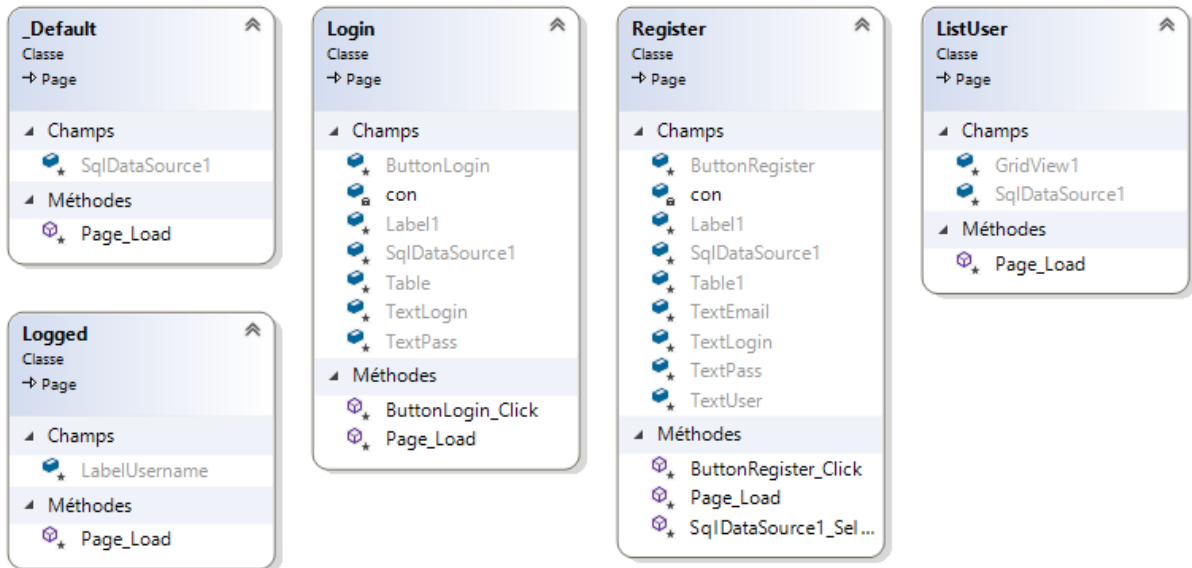 _Default
Classe
Page
Champs
SqlDataSource1
Méthodes
Page_Load
Logged
Classe
Page
Champs
LabelUsername
Méthodes
Page_Load
Login
Classe
Page
Champs
ButtonLogin
con
Label1
SqlDataSource1
Table
TextLogin
TextPass
Méthodes
ButtonLogin_Click
Page_Load
Register
Classe
Page
Champs
ButtonRegister
con
Label1
SqlDataSource1
Table1
TextEmail
TextLogin
TextPass
TextUser
Méthodes
ButtonRegister_Click
Page_Load
SqlDataSource1_Sel...
ListUser
Classe
Page
Champs
GridView1
SqlDataSource1
Méthodes
Page_Load